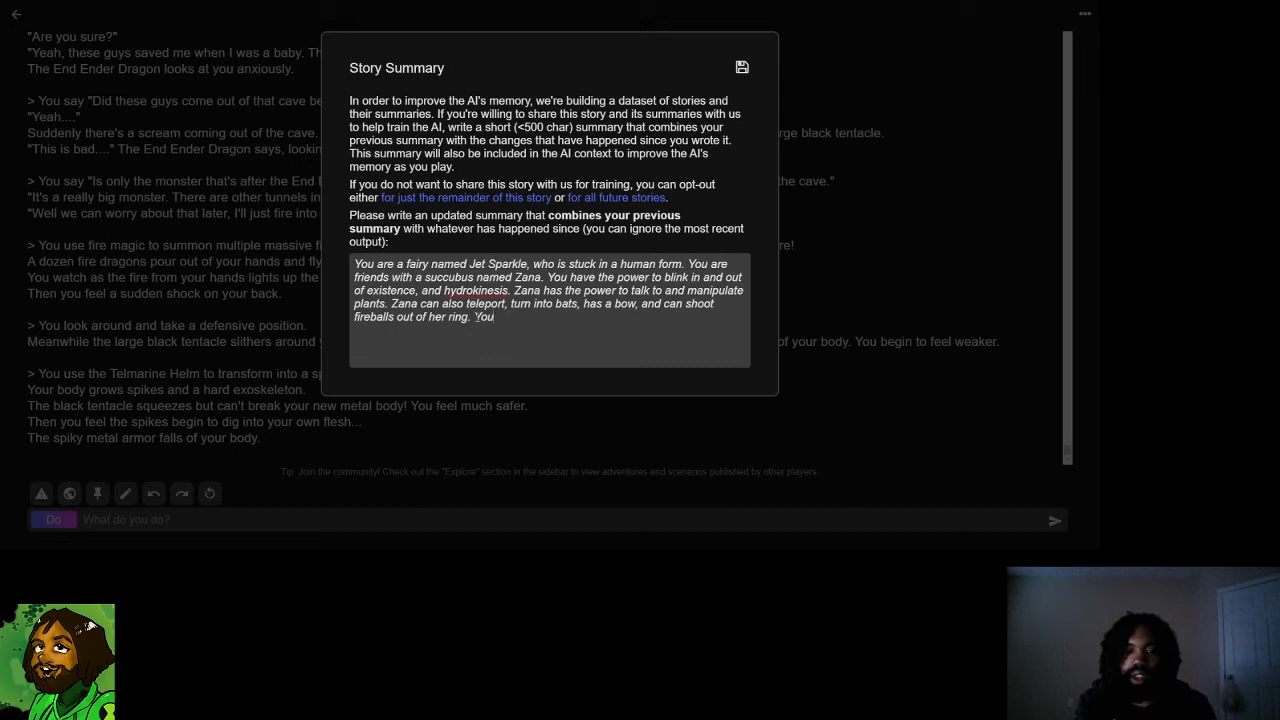 "Are you sure?"
"Yeah, these guys saved me when I was a baby. Th
The End Ender Dragon looks at you anxiously.
> You say "Did these guys come out of that cave be
"Yeah...."
Suddenly there's a scream coming out of the cave.
rge black tentacle.
"This is bad...." The End Ender Dragon says, lookin
> You say "Is only the monster that's after the End E
the cave."
"It's a really big monster. There are other tunnels in
"Well we can worry about that later, I'll just fire into
> You use fire magic to summon multiple massive fi
re!
A dozen fire dragons pour out of your hands and fly
You watch as the fire from your hands lights up the
Then you feel a sudden shock on your back.
> You look around and take a defensive position.
Meanwhile the large black tentacle slithers around y
of your body. You begin to feel weaker.
> You use the Telmarine Helm to transform into a sp
Your body grows spikes and a hard exoskeleton.
The black tentacle squeezes but can't break your new metal body! You feel much safer.
Then you feel the spikes begin to dig into your own flesh...
The spiky metal armor falls of your body.
Story Summary
In order to improve the AI's memory, we're building a dataset of stories and
their summaries. If you're willing to share this story and its summaries with us
to help train the AI, write a short (<500 char) summary that combines your
previous summary with the changes that have happened since you wrote it.
This summary will also be included in the AI context to improve the AI's
memory as you play.
If you do not want to share this story with us for training, you can opt-out
either for just the remainder of this story or for all future stories.
Please write an updated summary that combines your previous
summary with whatever has happened since (you can ignore the most recent
output):
You are a fairy named Jet Sparkle, who is stuck in a human form. You are
friends with a succubus named Zana. You have the power to blink in and out
of existence, and hydrokinesis. Zana has the power to talk to and manipulate
plants. Zana can also teleport, turn into bats, has a bow, and can shoot
fireballs out of her ring. You
Tip: Join the community! Check out the "Explore" section in the sidebar to view adventures and scenarios published by other players.
Do
What do you do?